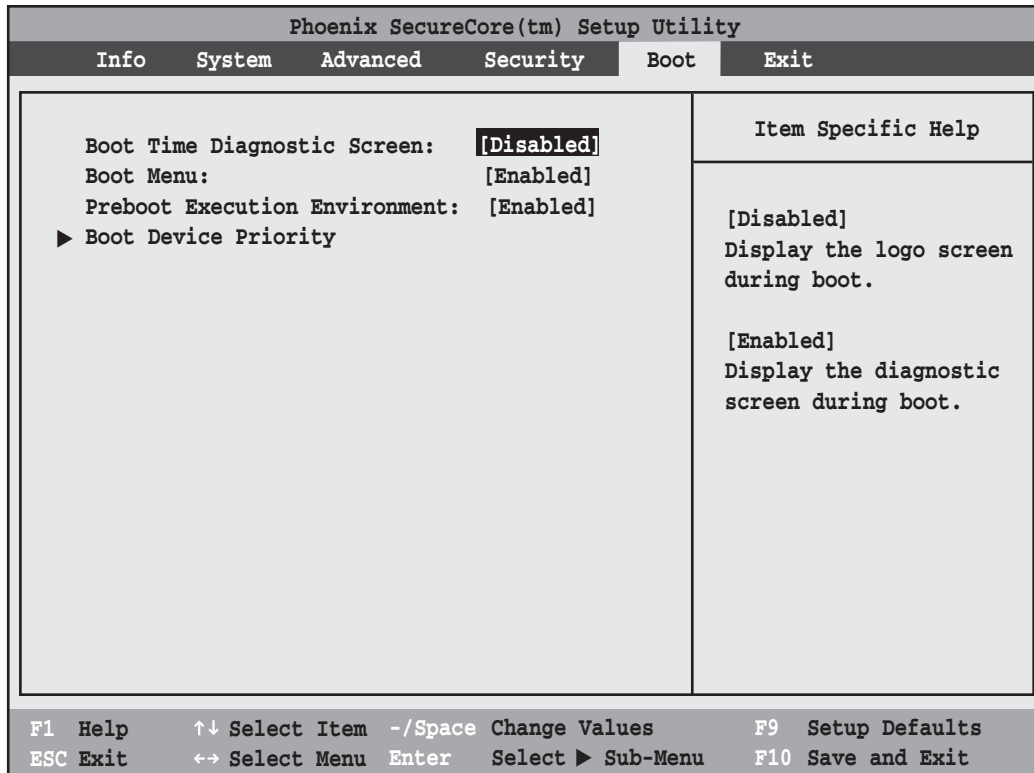 Phoenix SecureCore(tm) Setup Utility
Info System Advanced Security Boot Exit
Boot Time Diagnostic Screen: [Disabled]
Boot Menu: [Enabled]
Preboot Execution Environment: [Enabled]
▶ Boot Device Priority
Item Specific Help
[Disabled]
Display the logo screen
during boot.
[Enabled]
Display the diagnostic
screen during boot.
F1 Help ↑↓ Select Item -/Space Change Values F9 Setup Defaults
ESC Exit ←→ Select Menu Enter Select ▶ Sub-Menu F10 Save and Exit